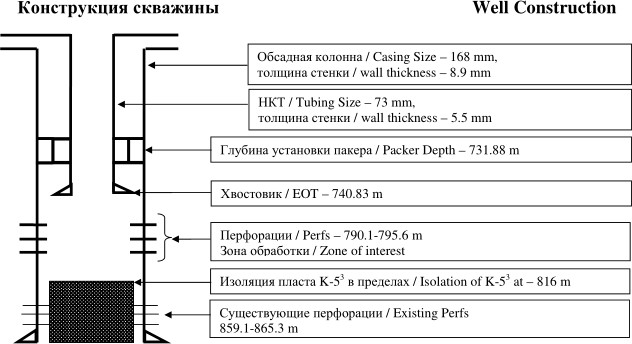 Конструкция скважины
Well Construction
Обсадная колонна / Casing Size – 168 mm,
толщина стенки / wall thickness – 8.9 mm
НКТ / Tubing Size – 73 mm,
толщина стенки / wall thickness – 5.5 mm
Глубина установки пакера / Packer Depth – 731.88 m
Хвостовик / EOT – 740.83 m
Перфорации / Perfs – 790.1-795.6 m
Зона обработки / Zone of interest
Изоляция пласта К-5³ в пределах / Isolation of K-5³ at – 816 m
Существующие перфорации / Existing Perfs
859.1-865.3 m